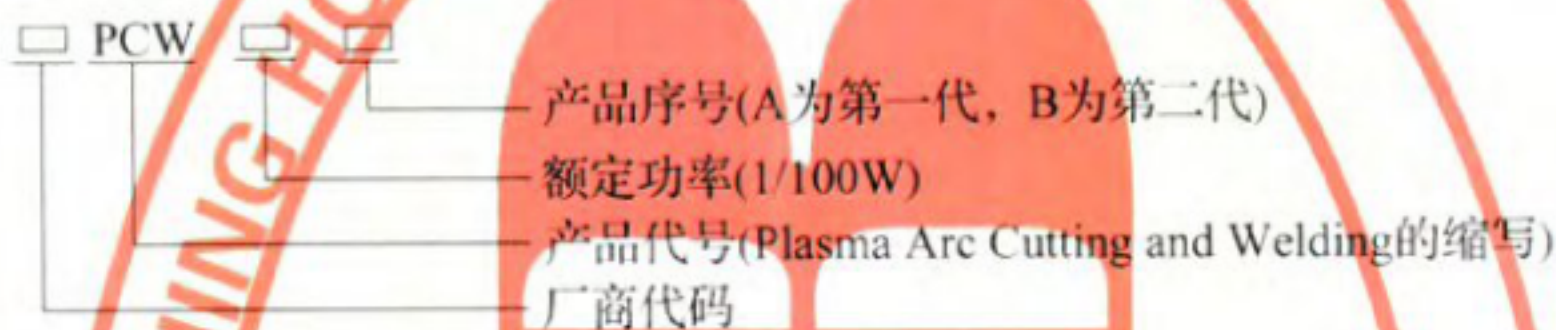 □ PCW □ □
产品序号(A为第一代，B为第二代)
额定功率(1/100W)
产品代号(Plasma Arc Cutting and Welding的缩写)
厂商代码